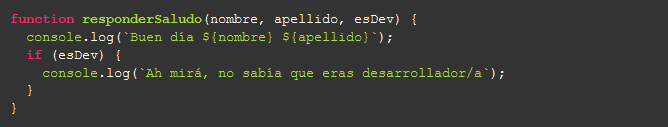 function responderSaludo(nombre, apellido, esDev) {
  console.log(`Buen día ${nombre} ${apellido}`);
  if (esDev) {
    console.log(`Ah mirá, no sabía que eras desarrollador/a`);
  }
}